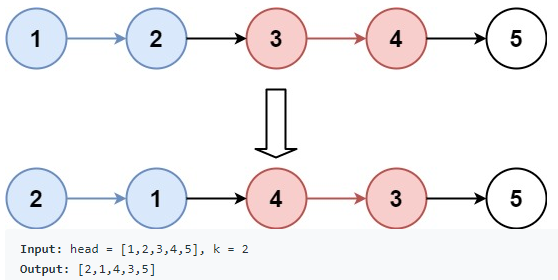 1 2 3 4 5
2 1 4 3 5
Input: head = [1,2,3,4,5], k = 2
Output: [2,1,4,3,5]